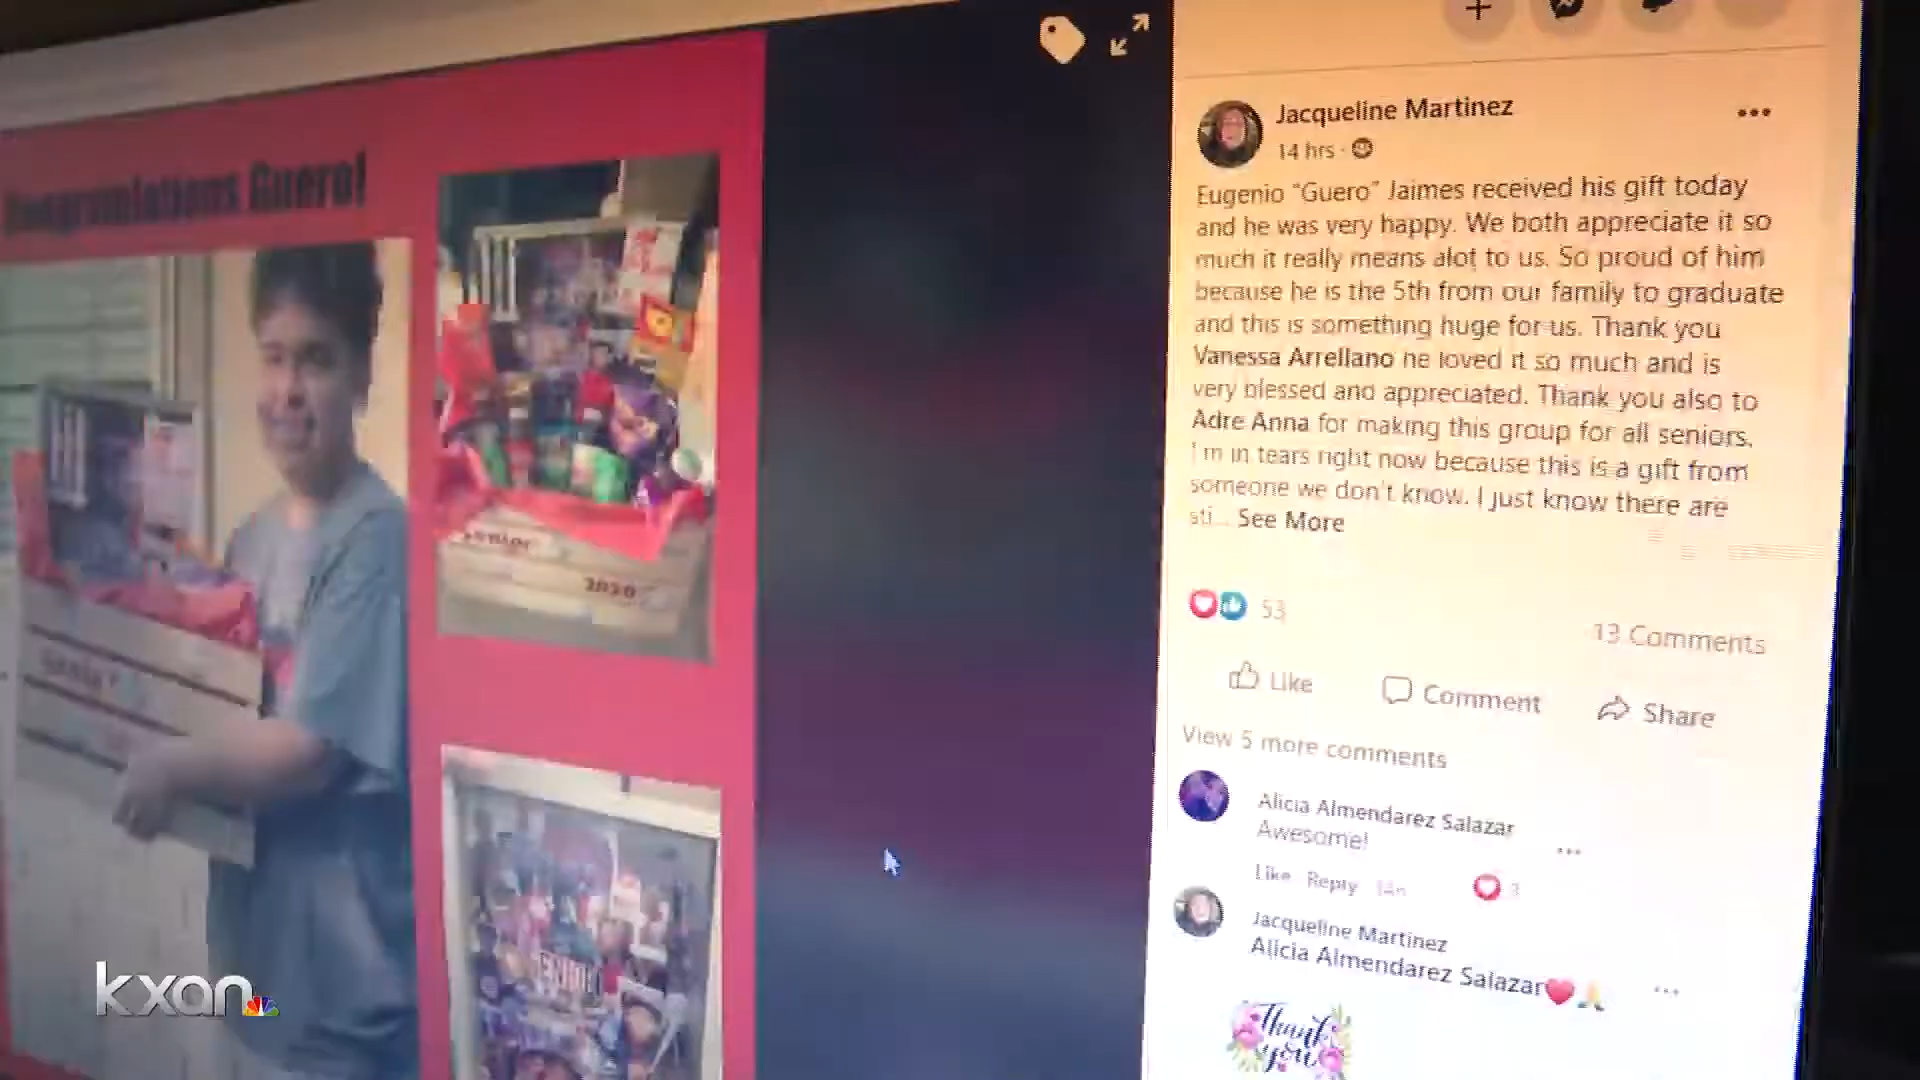 Congratulations Guero!
senior
2020
senior
SENIOR
kxan
Jacqueline Martinez
14 hrs ·
Eugenio "Guero" Jaimes received his gift today
and he was very happy. We both appreciate it so
much it really means alot to us. So proud of him
because he is the 5th from our family to graduate
and this is something huge for us. Thank you
Vanessa Arrellano he loved it so much and is
very blessed and appreciated. Thank you also to
Adre Anna for making this group for all seniors.
I'm in tears right now because this is a gift from
someone we don't know. I just know there are
sti... See More
53
13 Comments
Like Comment Share
View 5 more comments
Alicia Almendarez Salazar
Awesome!
Like Reply 14h 3
Jacqueline Martinez
Alicia Almendarez Salazar❤️🙏
Thank
you